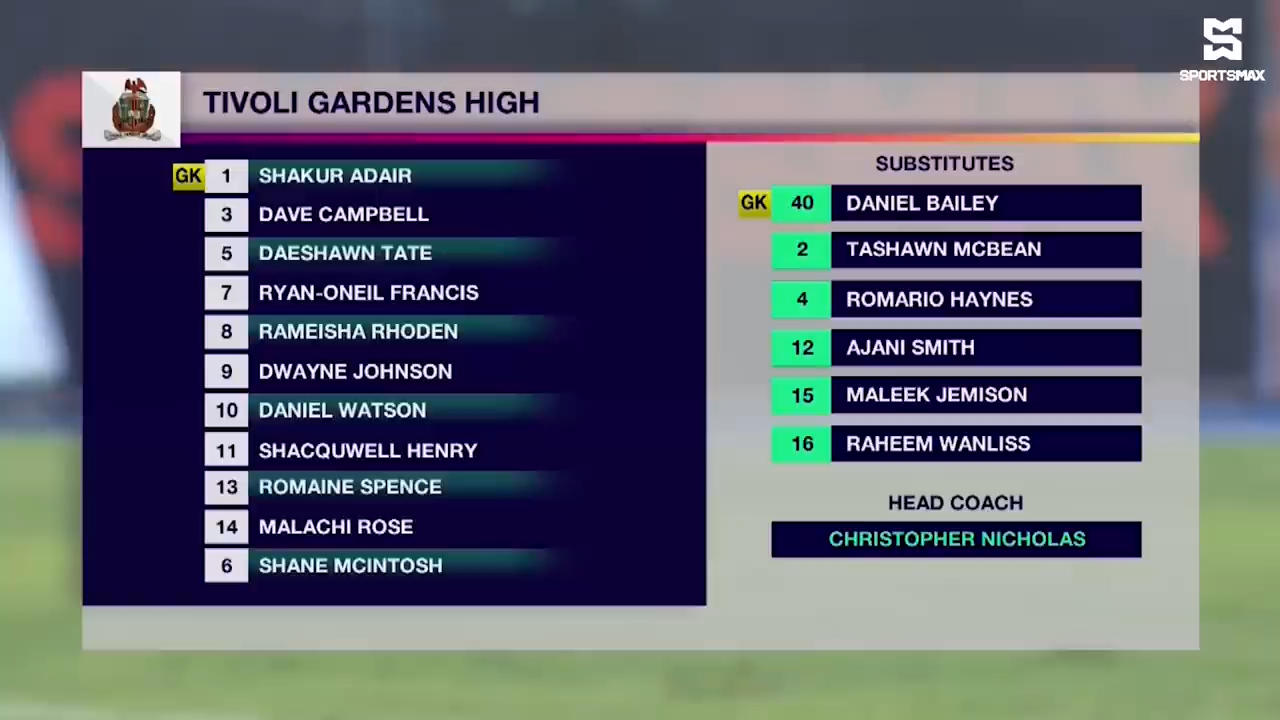 SPORTSMAX
TIVOLI GARDENS HIGH
GK 1 SHAKUR ADAIR
3 DAVE CAMPBELL
5 DAESHAWN TATE
7 RYAN-ONEIL FRANCIS
8 RAMEISHA RHODEN
9 DWAYNE JOHNSON
10 DANIEL WATSON
11 SHACQUWELL HENRY
13 ROMAINE SPENCE
14 MALACHI ROSE
6 SHANE MCINTOSH
SUBSTITUTES
GK 40 DANIEL BAILEY
2 TASHAWN MCBEAN
4 ROMARIO HAYNES
12 AJANI SMITH
15 MALEEK JEMISON
16 RAHEEM WANLISS
HEAD COACH
CHRISTOPHER NICHOLAS